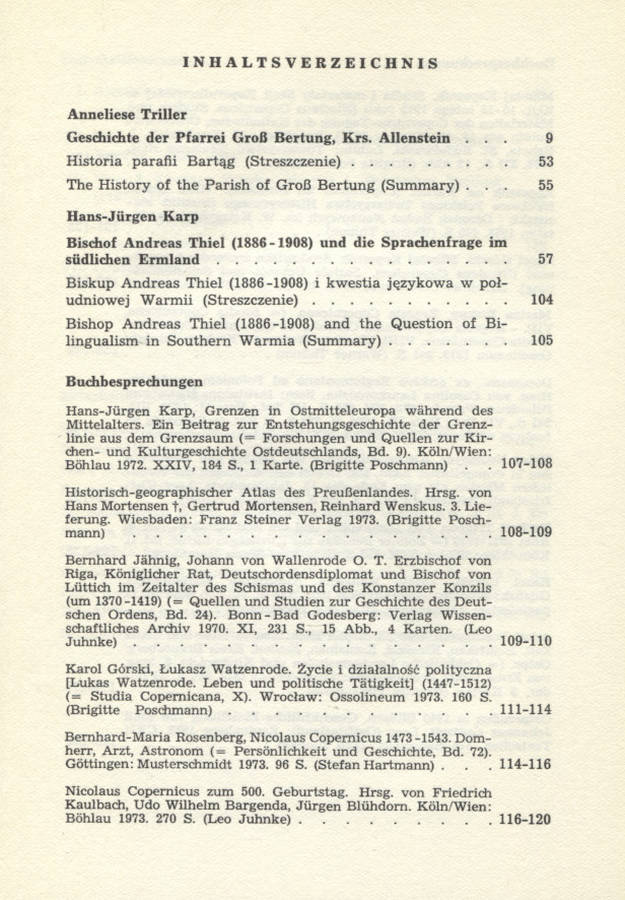 INHALTSVERZEICHNIS
Anneliese Triller
Geschichte der Pfarrei Groß Bertung, Krs. Allenstein . . . 9
Historia parafii Bartąg (Streszczenie) . . . . . . . . 53
The History of the Parish of Groß Bertung (Summary) . . . 55
Hans-Jürgen Karp
Bischof Andreas Thiel (1886-1908) und die Sprachenfrage im
südlichen Ermland . . . . . . . . . . . . . 57
Biskup Andreas Thiel (1886-1908) i kwestia językowa w poł-
udniowej Warmii (Streszczenie) . . . . . . . . . . 104
Bishop Andreas Thiel (1886-1908) and the Question of Bi-
lingualism in Southern Warmia (Summary) . . . . . . 105
Buchbesprechungen
Hans-Jürgen Karp, Grenzen in Ostmitteleuropa während des
Mittelalters. Ein Beitrag zur Entstehungsgeschichte der Grenz-
linie aus dem Grenzsaum (= Forschungen und Quellen zur Kir-
chen- und Kulturgeschichte Ostdeutschlands, Bd. 9). Köln/Wien:
Böhlau 1972. XXIV, 184 S., 1 Karte. (Brigitte Poschmann) . . 107-108
Historisch-geographischer Atlas des Preußenlandes. Hrsg. von
Hans Mortensen †, Gertrud Mortensen, Reinhard Wenskus. 3. Lie-
ferung. Wiesbaden: Franz Steiner Verlag 1973. (Brigitte Posch-
mann) . . . . . . . . . . . . . . . . 108-109
Bernhard Jähnig, Johann von Wallenrode O. T. Erzbischof von
Riga, Königlicher Rat, Deutschordensdiplomat und Bischof von
Lüttich im Zeitalter des Schismas und des Konstanzer Konzils
(um 1370-1419) (= Quellen und Studien zur Geschichte des Deut-
schen Ordens, Bd. 24). Bonn-Bad Godesberg: Verlag Wissen-
schaftliches Archiv 1970. XI, 231 S., 15 Abb., 4 Karten. (Leo
Juhnke) . . . . . . . . . . . . . . . . 109-110
Karol Górski, Łukasz Watzenrode. Życie i działalność polityczna
[Lukas Watzenrode. Leben und politische Tätigkeit] (1447-1512)
(= Studia Copernicana, X). Wrocław: Ossolineum 1973. 160 S.
(Brigitte Poschmann) . . . . . . . . . . . . 111-114
Bernhard-Maria Rosenberg, Nicolaus Copernicus 1473-1543. Dom-
herr, Arzt, Astronom (= Persönlichkeit und Geschichte, Bd. 72).
Göttingen: Musterschmidt 1973. 96 S. (Stefan Hartmann) . . . 114-116
Nicolaus Copernicus zum 500. Geburtstag. Hrsg. von Friedrich
Kaulbach, Udo Wilhelm Bargenda, Jürgen Blühdorn. Köln/Wien:
Böhlau 1973. 270 S. (Leo Juhnke) . . . . . . . . . 116-120